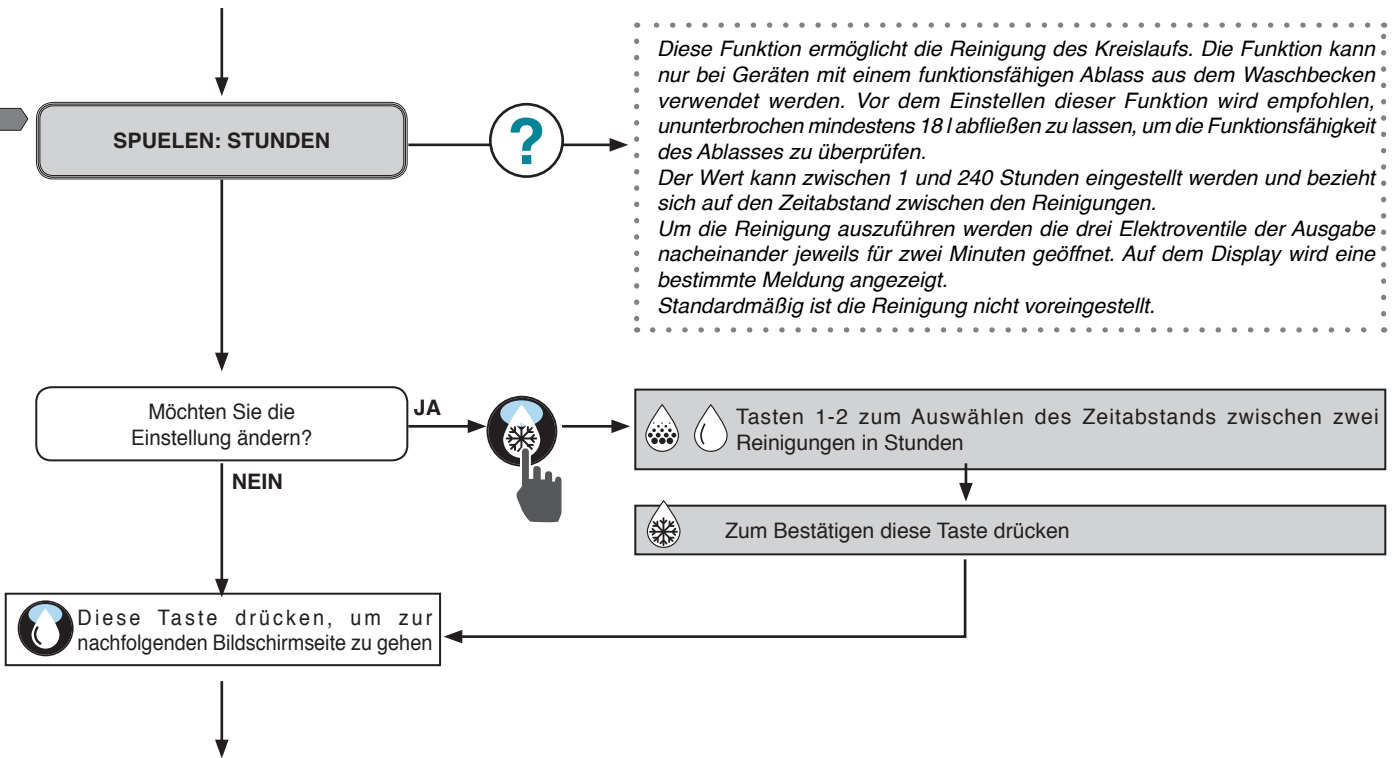 SPUELEN: STUNDEN
?
Diese Funktion ermöglicht die Reinigung des Kreislaufs. Die Funktion kann
nur bei Geräten mit einem funktionsfähigen Ablass aus dem Waschbecken
verwendet werden. Vor dem Einstellen dieser Funktion wird empfohlen,
ununterbrochen mindestens 18 l abfließen zu lassen, um die Funktionsfähigkeit
des Ablasses zu überprüfen.
Der Wert kann zwischen 1 und 240 Stunden eingestellt werden und bezieht
sich auf den Zeitabstand zwischen den Reinigungen.
Um die Reinigung auszuführen werden die drei Elektroventile der Ausgabe
nacheinander jeweils für zwei Minuten geöffnet. Auf dem Display wird eine
bestimmte Meldung angezeigt.
Standardmäßig ist die Reinigung nicht voreingestellt.
Möchten Sie die
Einstellung ändern?
JA
NEIN
Tasten 1-2 zum Auswählen des Zeitabstands zwischen zwei
Reinigungen in Stunden
Zum Bestätigen diese Taste drücken
Diese Taste drücken, um zur
nachfolgenden Bildschirmseite zu gehen